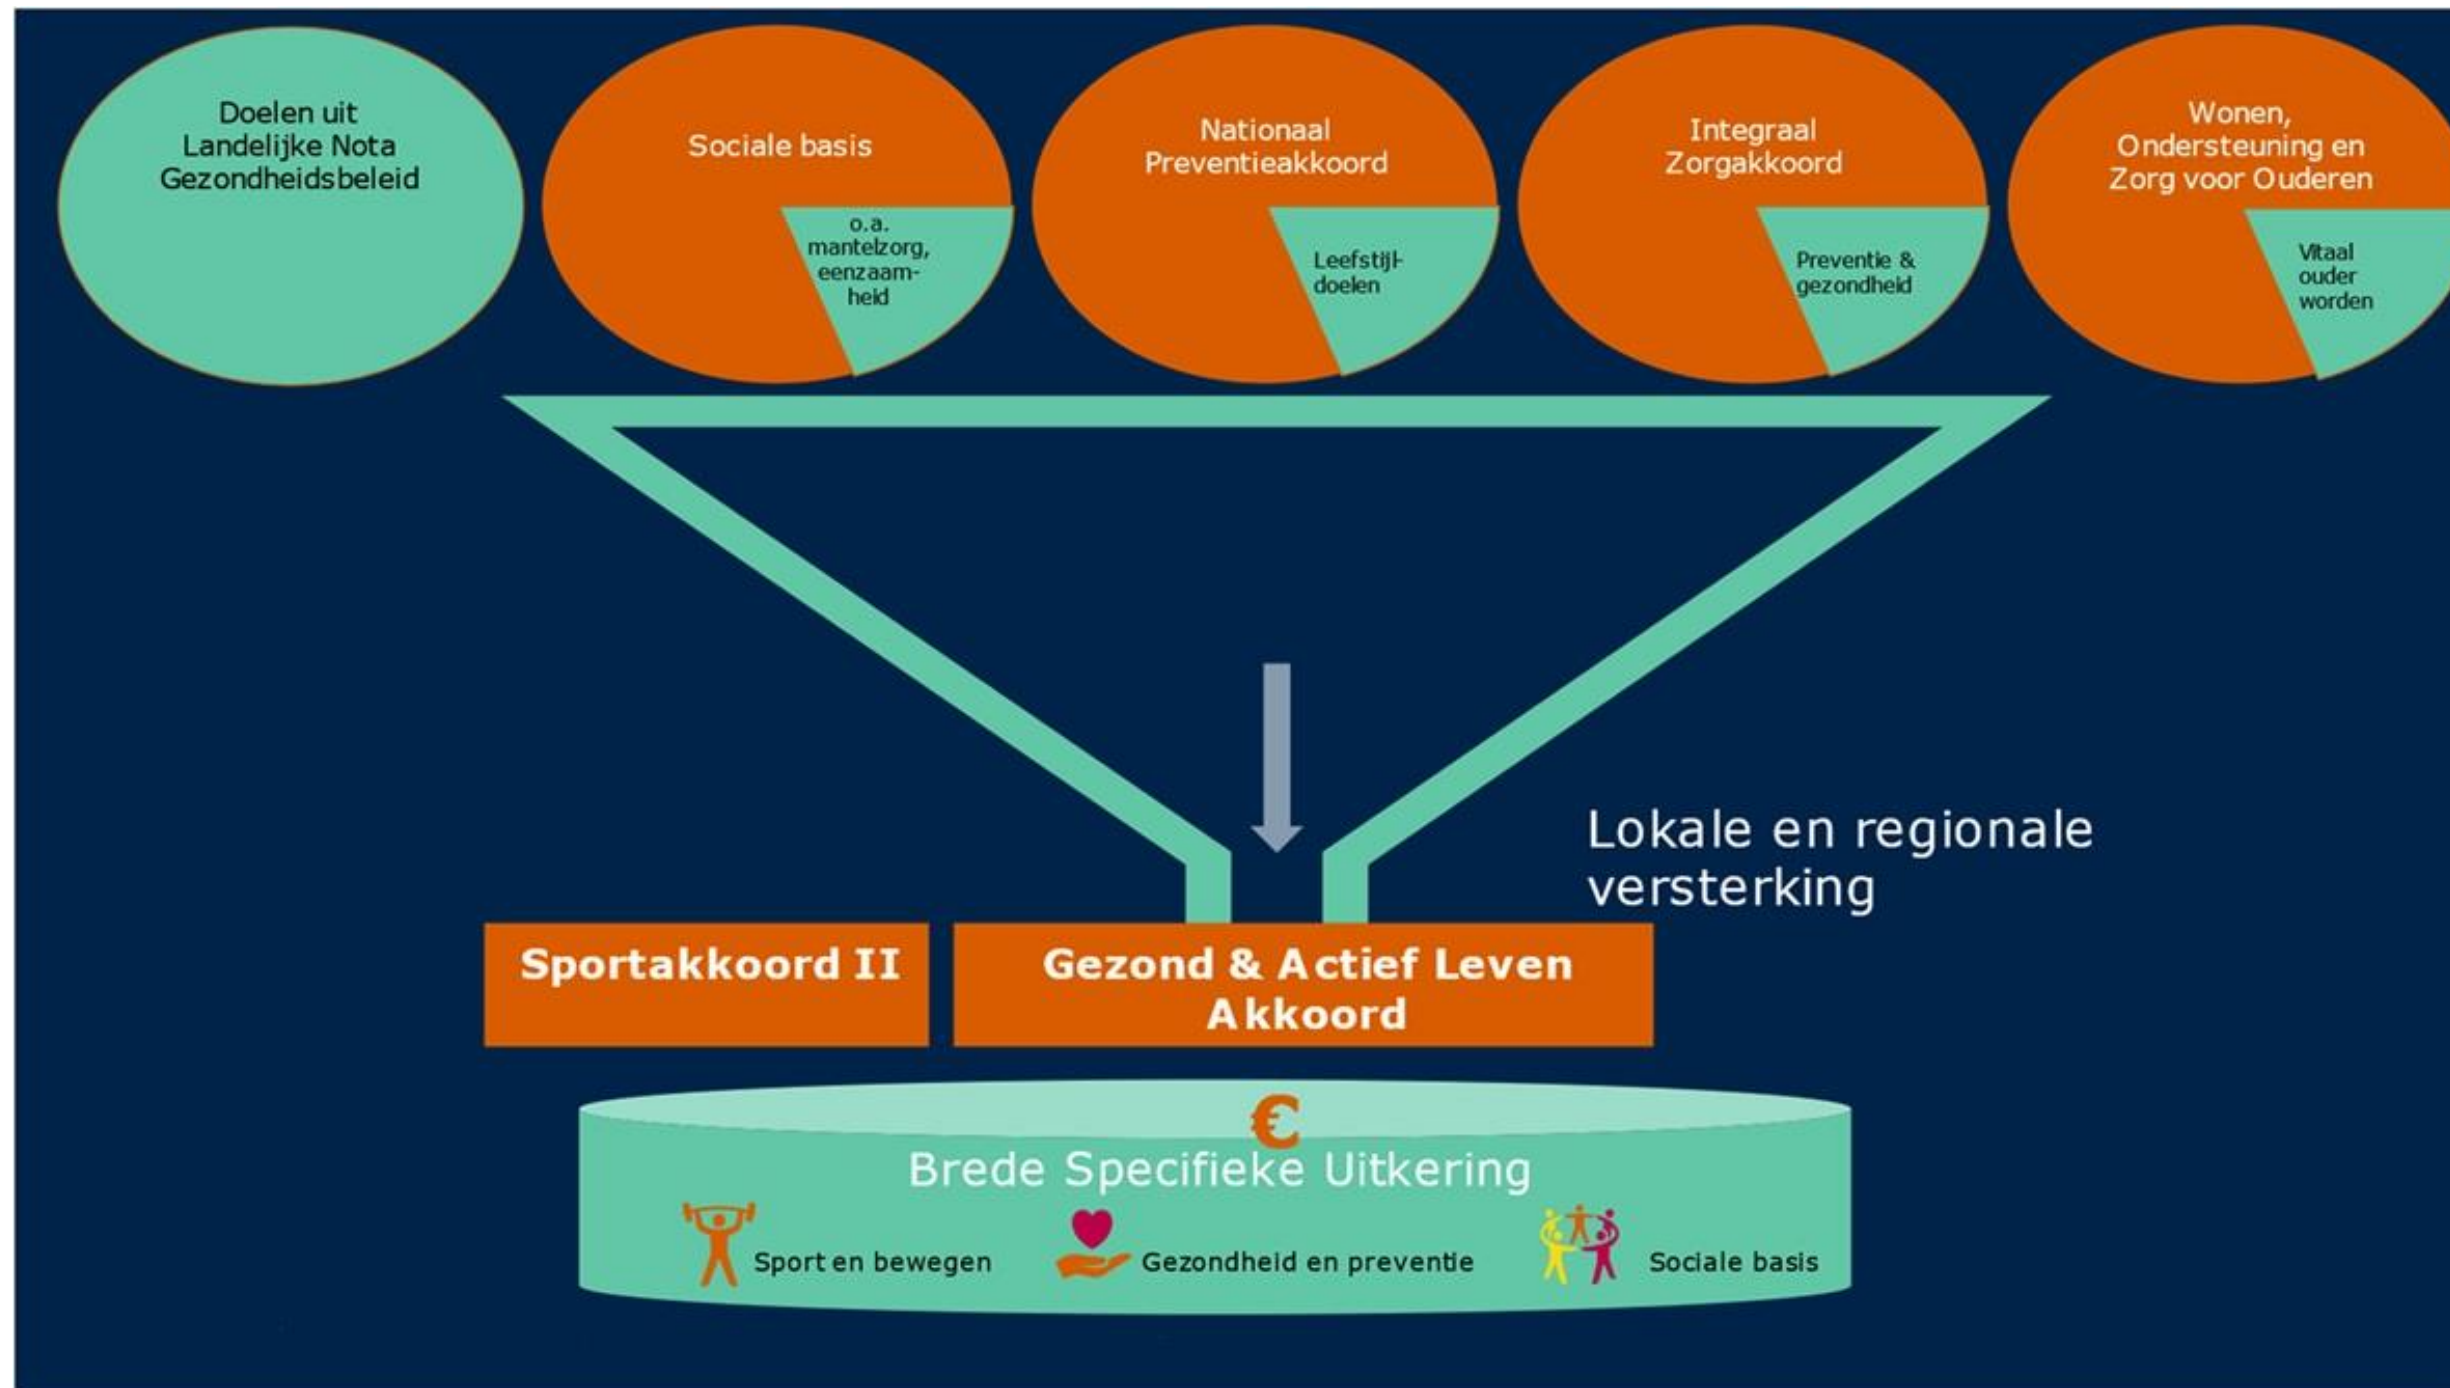 Doelen uit
Landelijke Nota
Gezondheidsbeleid
Sociale basis
o.a.
mantelzorg,
eenzaam-
heid
Nationaal
Preventieakkoord
Leefstijl-
doelen
Integraal
Zorgakkoord
Preventie &
gezondheid
Wonen,
Ondersteuning en
Zorg voor Ouderen
Vitaal
ouder
worden
Lokale en regionale
versterking
Sportakkoord II
Gezond & Actief Leven
Akkoord
€
Brede Specifieke Uitkering
Sport en bewegen
Gezondheid en preventie
Sociale basis